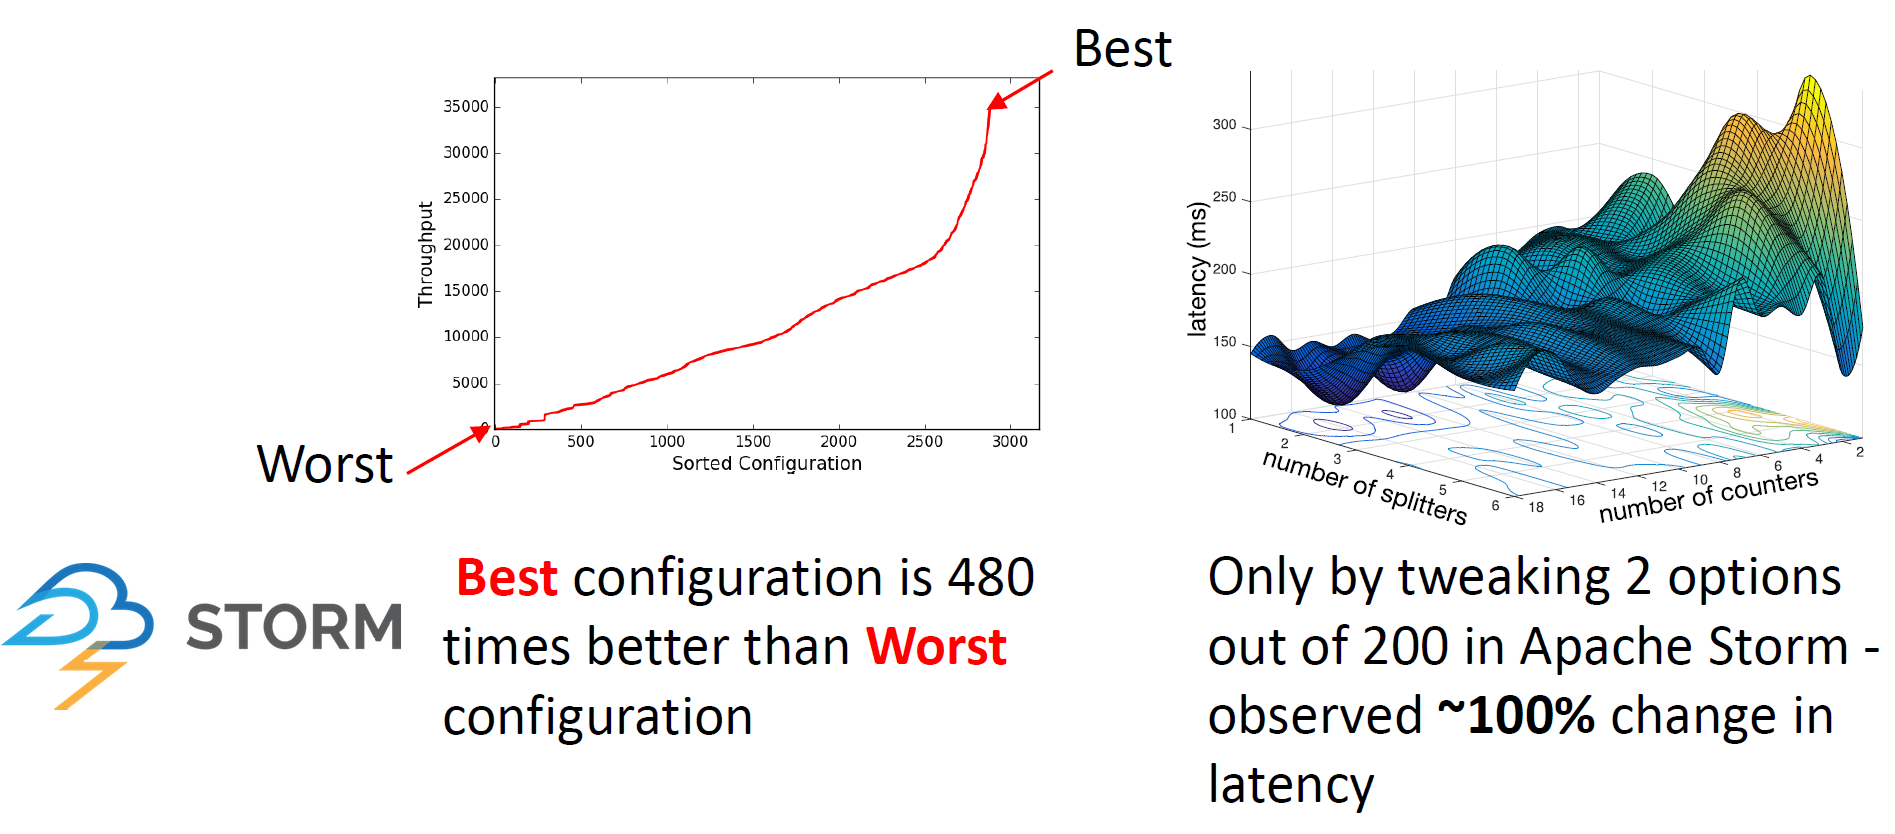 Best
35000
30000
25000
20000
15000
10000
5000
0
Throughput
0 500 1000 1500 2000 2500 3000
Sorted Configuration
Worst
300
250
200
150
100
latency (ms)
1 2 3 4 5 6
number of splitters
18 16 14 12 10 8 6 4 2
number of counters
STORM
Best configuration is 480
times better than Worst
configuration
Only by tweaking 2 options
out of 200 in Apache Storm -
observed ~100% change in
latency